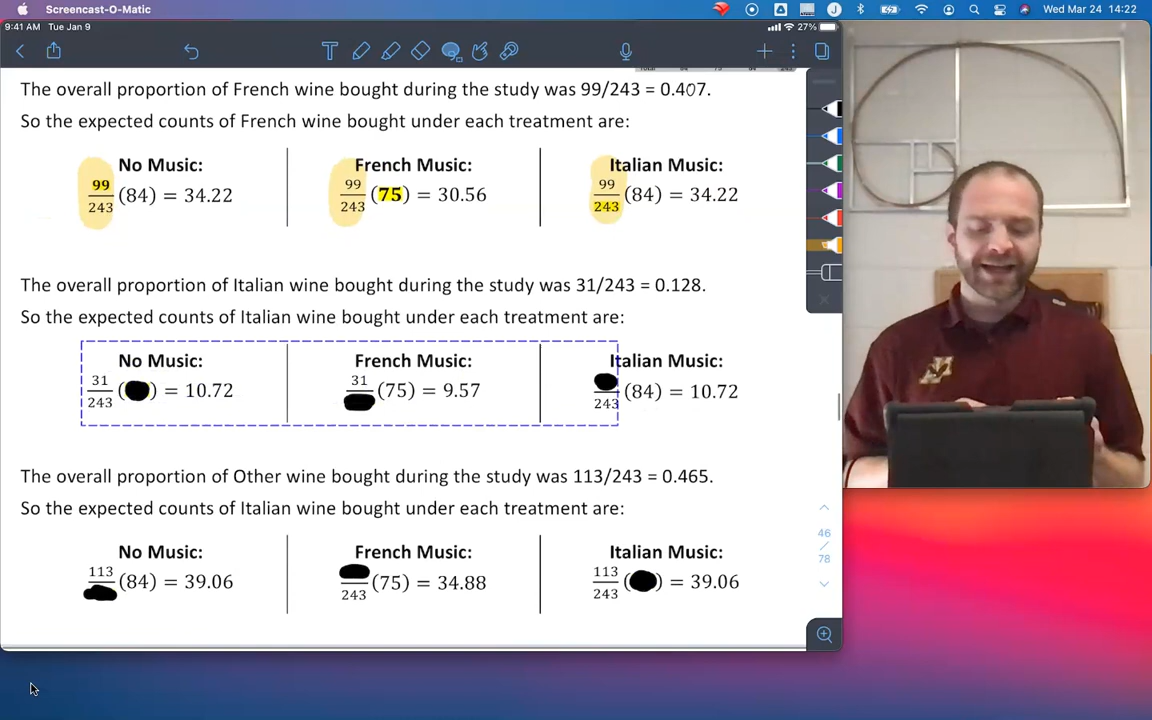 Screencast-O-Matic
Wed Mar 24 14:22
9:41 AM Tue Jan 9
27%
The overall proportion of French wine bought during the study was 99/243 = 0.407.
So the expected counts of French wine bought under each treatment are:
No Music: French Music: Italian Music:
99/243 (84) = 34.22 99/243 (75) = 30.56 99/243 (84) = 34.22
The overall proportion of Italian wine bought during the study was 31/243 = 0.128.
So the expected counts of Italian wine bought under each treatment are:
No Music: French Music: Italian Music:
31/243 ( ) = 10.72 31/ (75) = 9.57 /243 (84) = 10.72
The overall proportion of Other wine bought during the study was 113/243 = 0.465.
So the expected counts of Italian wine bought under each treatment are:
No Music: French Music: Italian Music:
113/ (84) = 39.06 /243 (75) = 34.88 113/243 ( ) = 39.06
46
/
78